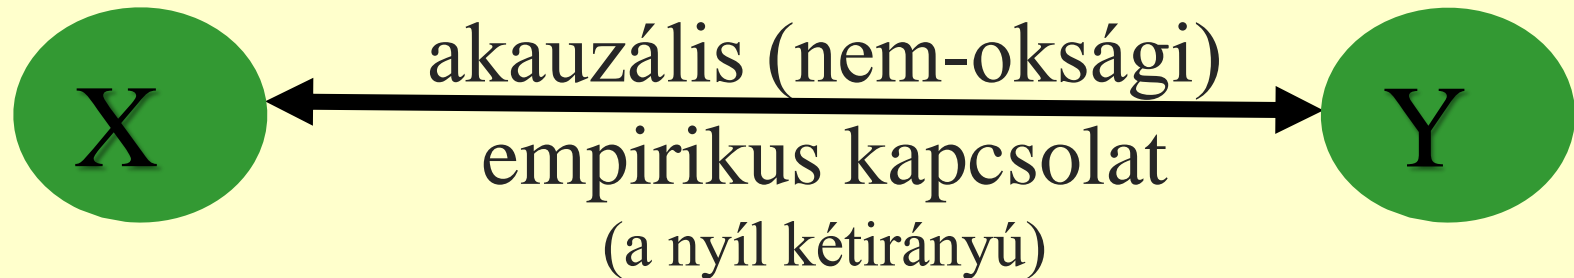 X
akauzális (nem-oksági)
Y
empirikus kapcsolat
(a nyíl kétirányú)